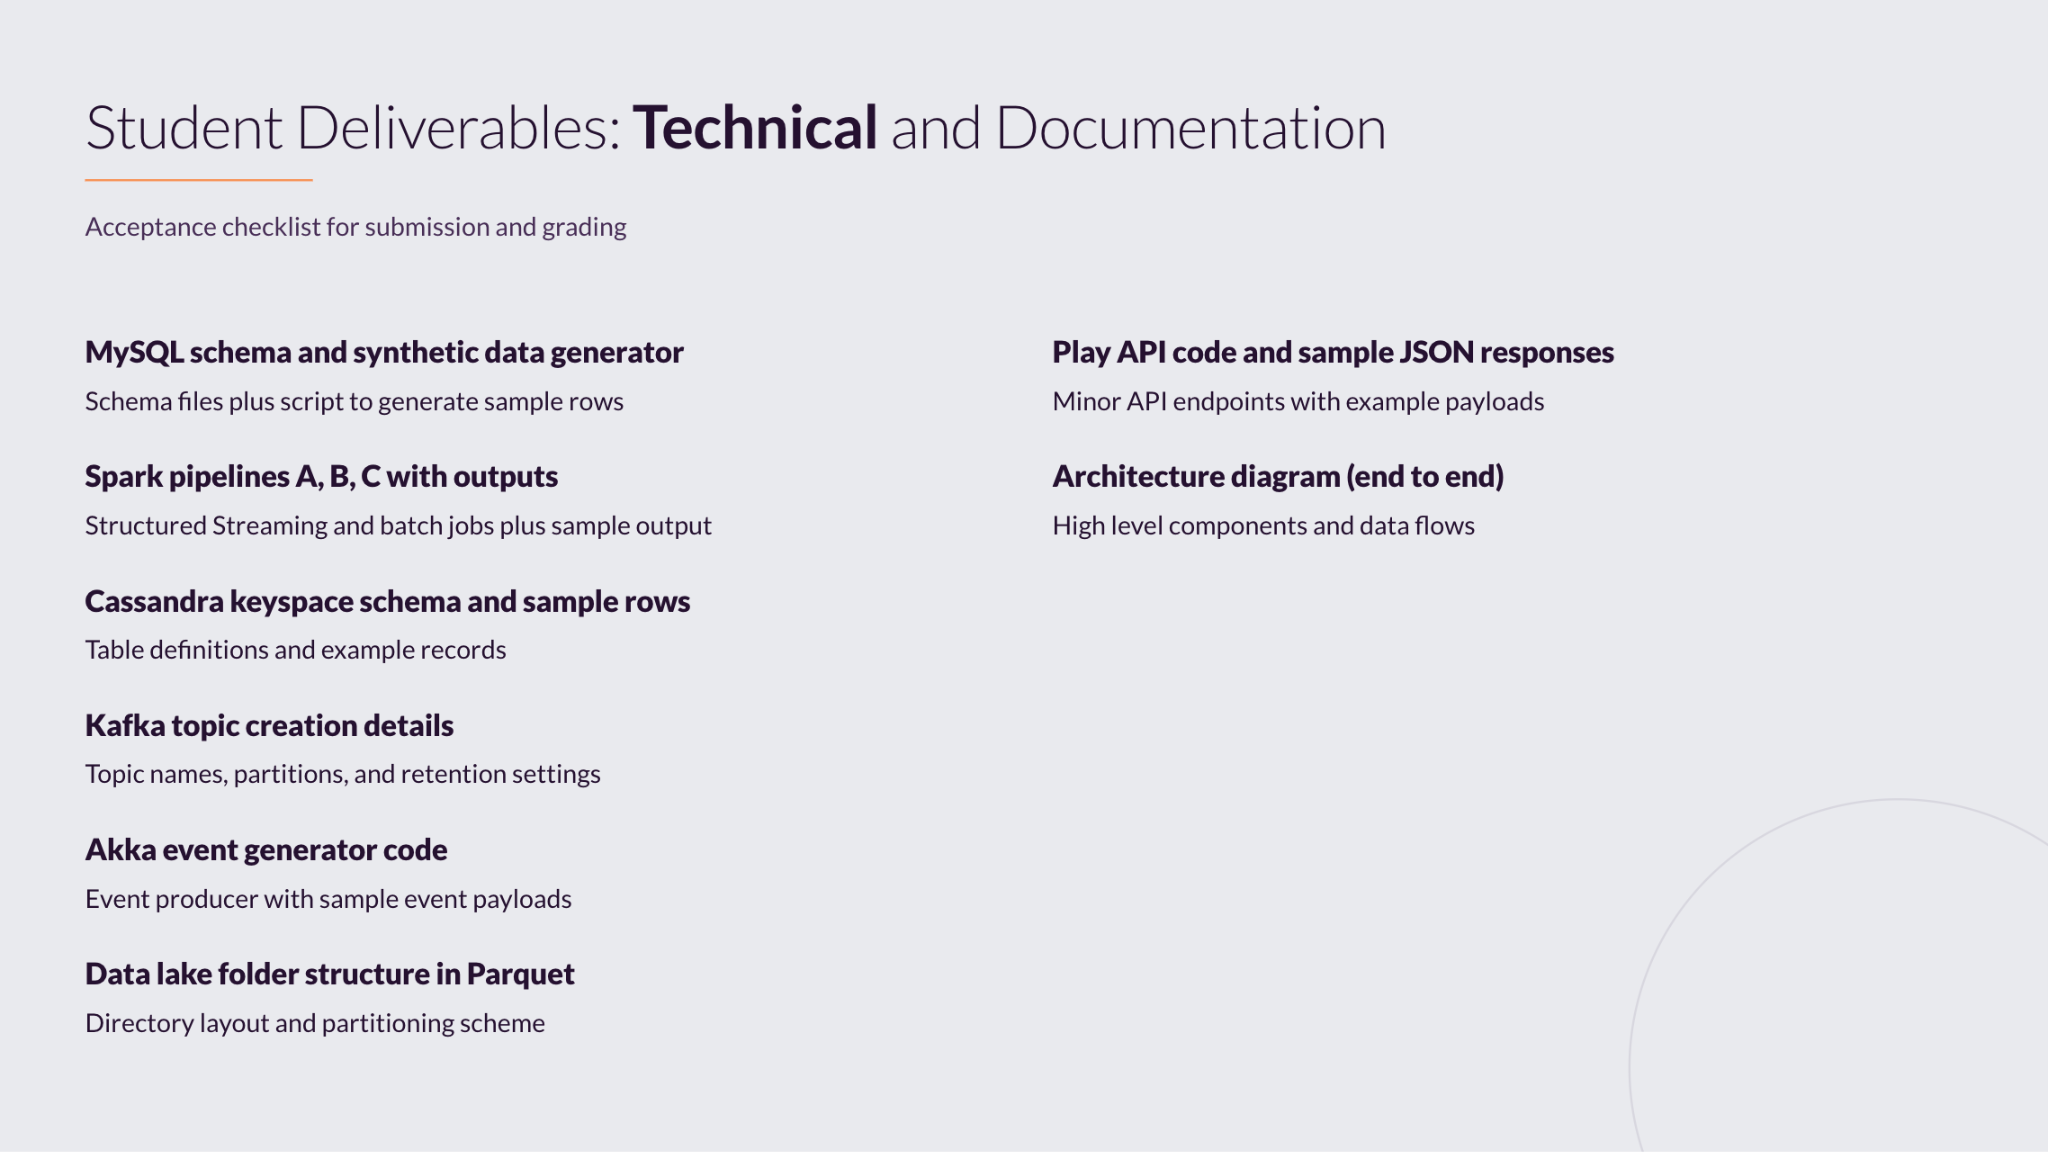 Student Deliverables: Technical and Documentation
Acceptance checklist for submission and grading
MySQL schema and synthetic data generator
Schema files plus script to generate sample rows
Spark pipelines A, B, C with outputs
Structured Streaming and batch jobs plus sample output
Cassandra keyspace schema and sample rows
Table definitions and example records
Kafka topic creation details
Topic names, partitions, and retention settings
Akka event generator code
Event producer with sample event payloads
Data lake folder structure in Parquet
Directory layout and partitioning scheme
Play API code and sample JSON responses
Minor API endpoints with example payloads
Architecture diagram (end to end)
High level components and data flows